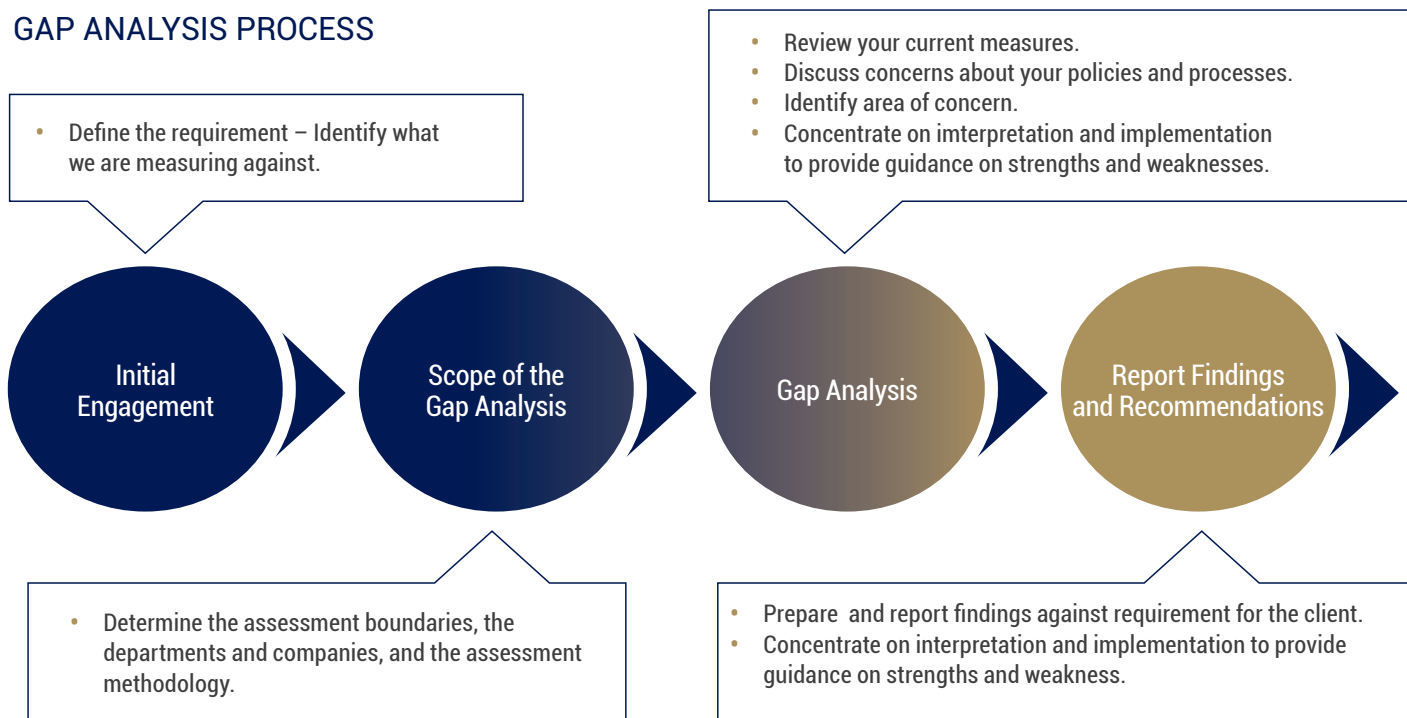 GAP ANALYSIS PROCESS
• Define the requirement – Identify what
we are measuring against.
• Review your current measures.
• Discuss concerns about your policies and processes.
• Identify area of concern.
• Concentrate on imterpretation and implementation
to provide guidance on strengths and weaknesses.
Initial
Engagement
Scope of the
Gap Analysis
Gap Analysis
Report Findings
and Recommendations
• Determine the assessment boundaries, the
departments and companies, and the assessment
methodology.
• Prepare and report findings against requirement for the client.
• Concentrate on interpretation and implementation to provide
guidance on strengths and weakness.